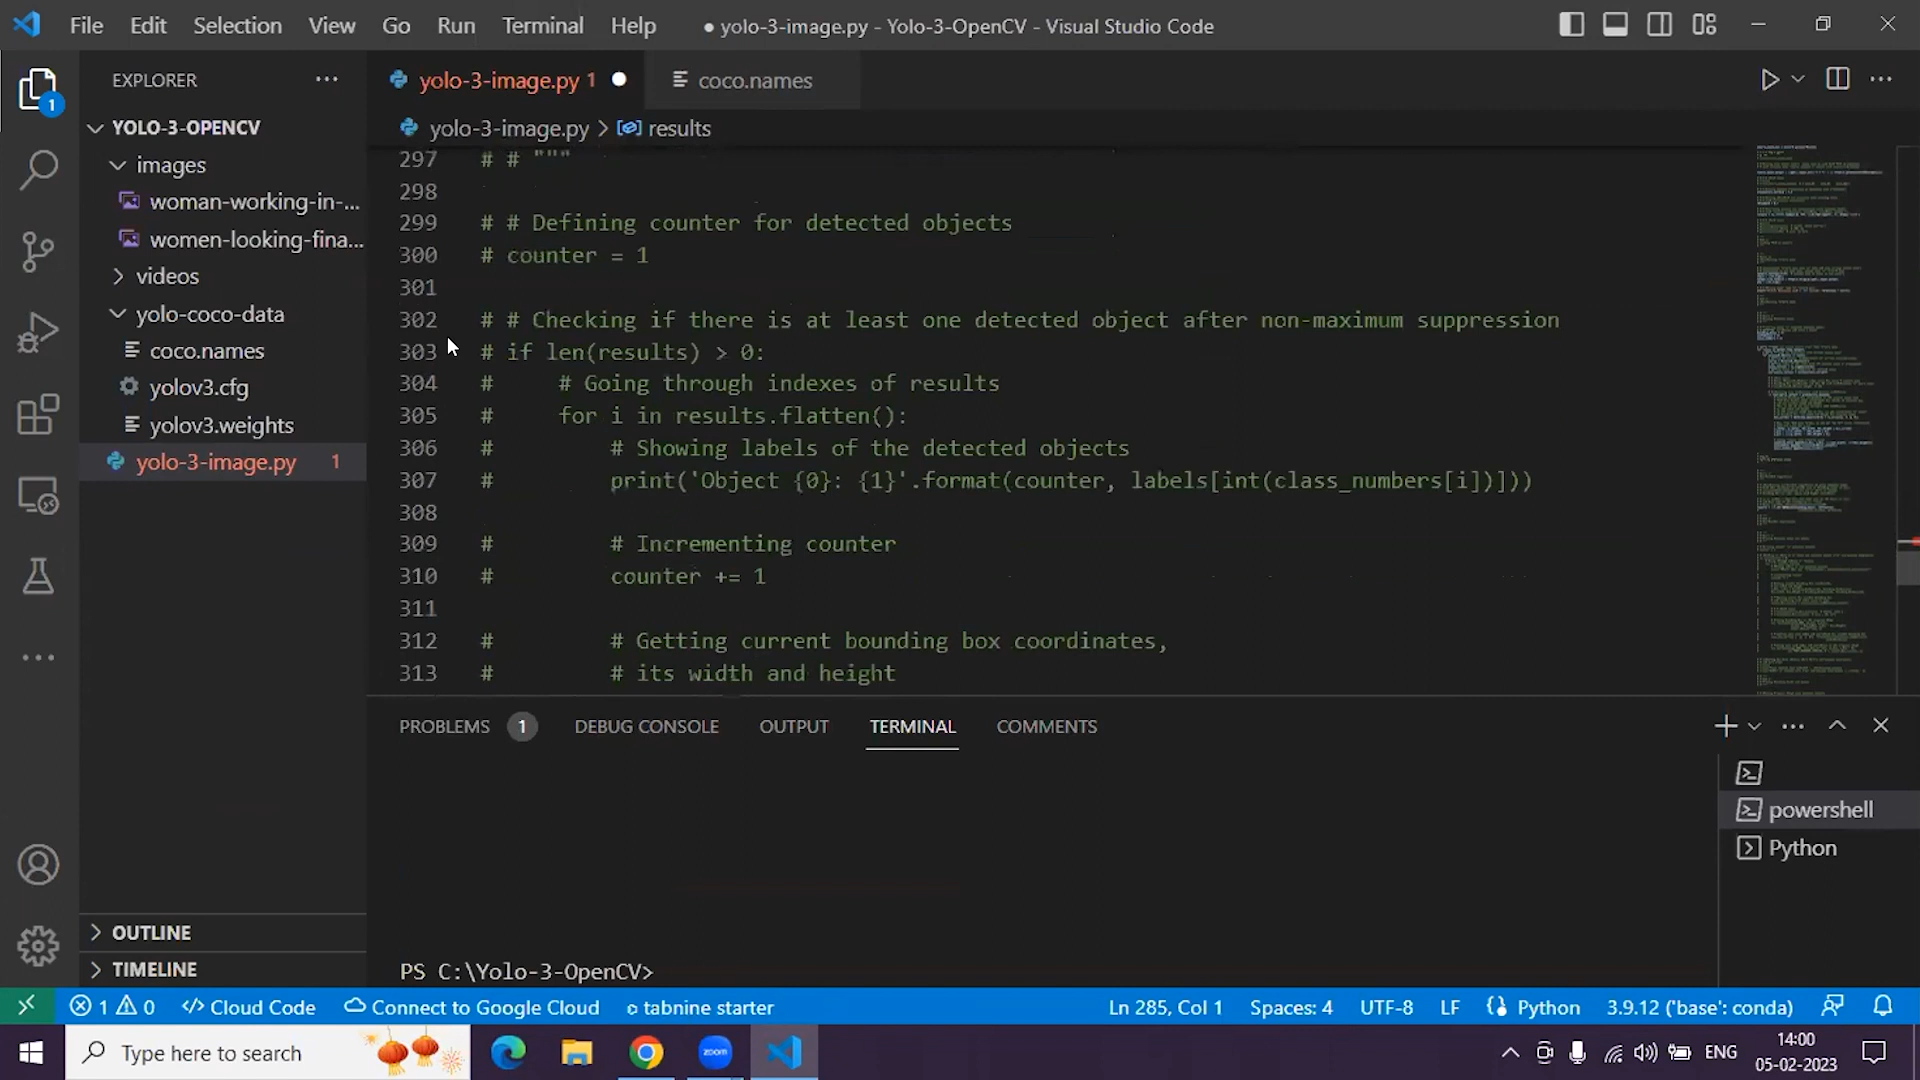 File Edit Selection View Go Run Terminal Help ● yolo-3-image.py - Yolo-3-OpenCV - Visual Studio Code
EXPLORER ···
yolo-3-image.py 1 ●
coco.names
1
YOLO-3-OPENCV
yolo-3-image.py > results
images
woman-working-in-...
women-looking-fina...
videos
yolo-coco-data
coco.names
yolov3.cfg
yolov3.weights
yolo-3-image.py 1
OUTLINE
TIMELINE
297 # # """
298
299 # # Defining counter for detected objects
300 # counter = 1
301
302 # # Checking if there is at least one detected object after non-maximum suppression
303 # if len(results) > 0:
304 #     # Going through indexes of results
305 #     for i in results.flatten():
306 #         # Showing labels of the detected objects
307 #         print('Object {0}: {1}'.format(counter, labels[int(class_numbers[i])]))
308
309 #         # Incrementing counter
310 #         counter += 1
311
312 #         # Getting current bounding box coordinates,
313 #         # its width and height
PROBLEMS 1 DEBUG CONSOLE OUTPUT TERMINAL COMMENTS
powershell
Python
PS C:\Yolo-3-OpenCV>
1 0 Cloud Code Connect to Google Cloud tabnine starter Ln 285, Col 1 Spaces: 4 UTF-8 LF Python 3.9.12 ('base': conda)
Type here to search
zoom
ENG
14:00
05-02-2023